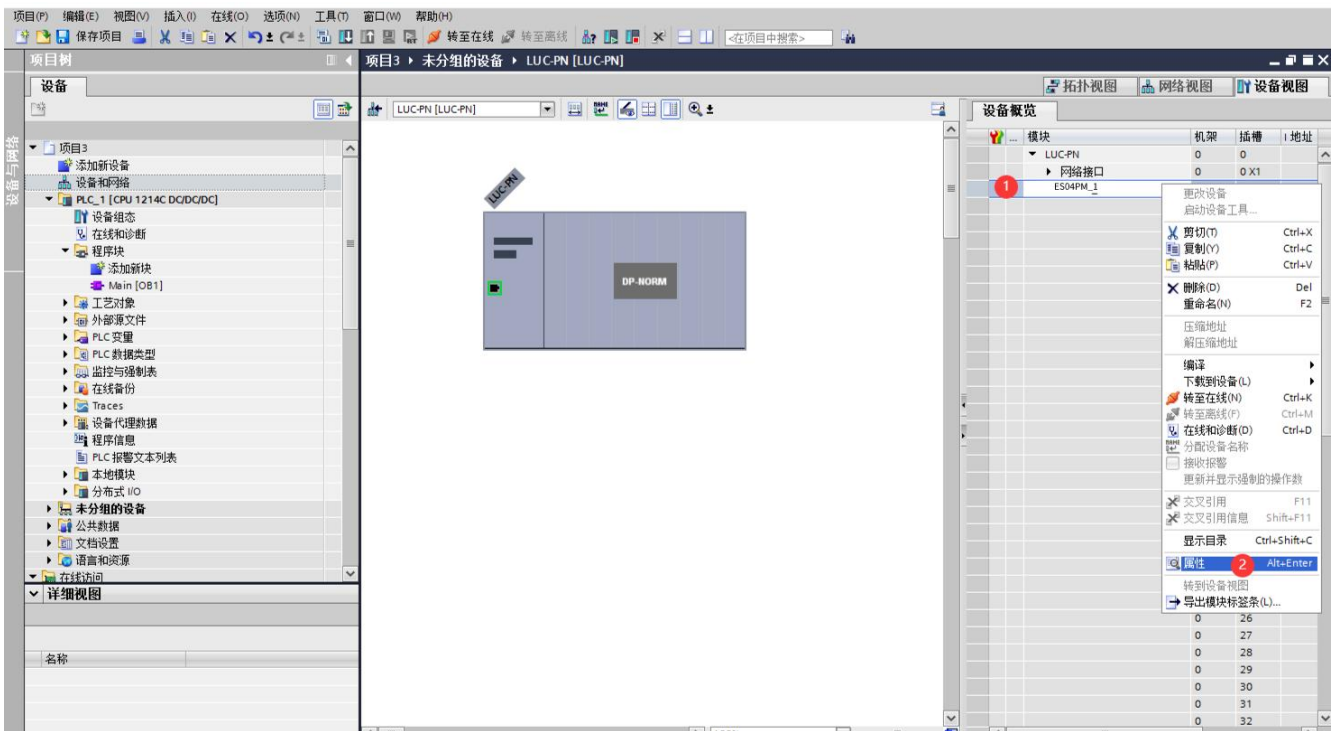 项目(P) 编辑(E) 视图(V) 插入(I) 在线(O) 选项(N) 工具(T) 窗口(W) 帮助(H)
保存项目 转至在线 转至离线 <在项目中搜索>
项目树
项目3 ▸ 未分组的设备 ▸ LUC-PN [LUC-PN]
设备
拓扑视图 网络视图 设备视图
LUC-PN [LUC-PN]
设备概览
设备与网络
项目3
添加新设备
设备和网络
PLC_1 [CPU 1214C DC/DC/DC]
设备组态
在线和诊断
程序块
添加新块
Main [OB1]
工艺对象
外部源文件
PLC 变量
PLC 数据类型
监控与强制表
在线备份
Traces
设备代理数据
程序信息
PLC 报警文本列表
本地模块
分布式 I/O
未分组的设备
公共数据
文档设置
语言和资源
在线访问
详细视图
名称
LUC-PN
DP-NORM
... 模块 机架 插槽 I 地址
LUC-PN 0 0
网络接口 0 0 X1
1 ES04PM_1
更改设备
启动设备工具...
剪切(T) Ctrl+X
复制(Y) Ctrl+C
粘贴(P) Ctrl+V
删除(D) Del
重命名(N) F2
压缩地址
解压缩地址
编译
下载到设备(L)
转至在线(N) Ctrl+K
转至离线(F) Ctrl+M
在线和诊断(D) Ctrl+D
分配设备名称
接收报警
更新并显示强制的操作数
交叉引用 F11
交叉引用信息 Shift+F11
显示目录 Ctrl+Shift+C
属性 2 Alt+Enter
转到设备视图
导出模块标签条(L)...
0 26
0 27
0 28
0 29
0 30
0 31
0 32